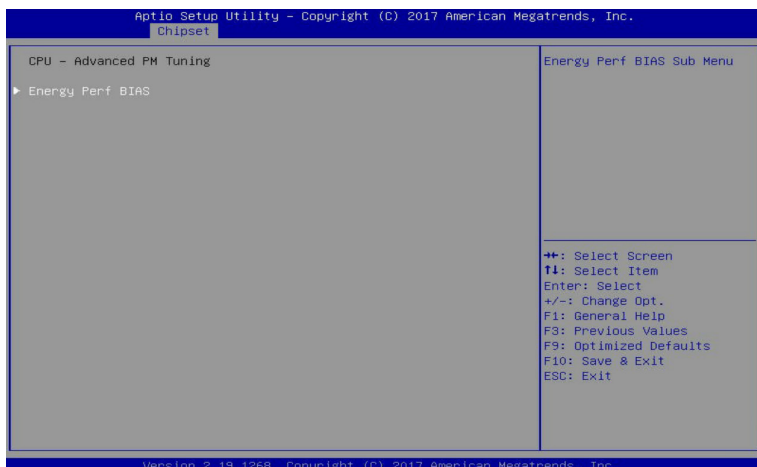 Aptio Setup Utility – Copyright (C) 2017 American Megatrends, Inc.
Chipset
CPU – Advanced PM Tuning
Energy Perf BIAS
Energy Perf BIAS Sub Menu
→←: Select Screen
↑↓: Select Item
Enter: Select
+/-: Change Opt.
F1: General Help
F3: Previous Values
F9: Optimized Defaults
F10: Save & Exit
ESC: Exit
Version 2.19.1268. Copyright (C) 2017 American Megatrends, Inc.